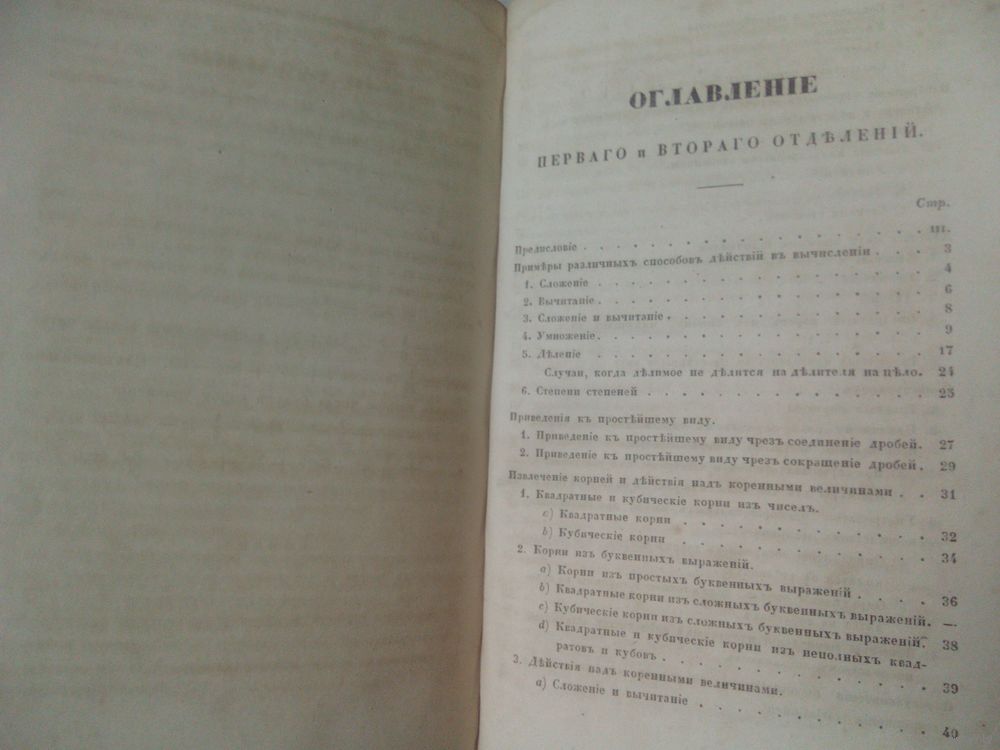 ОГЛАВЛЕНІЕ
ПЕРВАГО и ВТОРАГО ОТДѢЛЕНІЙ.
Стр.
Предисловіе . . . . . . . . . . . . . . . . . III.
Примѣры различныхъ способовъ дѣйствій въ вычисленіи . . . 3
1. Сложеніе . . . . . . . . . . . . . . . . . 4
2. Вычитаніе . . . . . . . . . . . . . . . . . 6
3. Сложеніе и вычитаніе . . . . . . . . . . . . . 8
4. Умноженіе . . . . . . . . . . . . . . . . . 9
5. Дѣленіе . . . . . . . . . . . . . . . . . 17
Случаи, когда дѣлимое не дѣлится на дѣлителя на цѣло. 24
6. Степени степеней . . . . . . . . . . . . . . 25
Приведенія къ простѣйшему виду.
1. Приведеніе къ простѣйшему виду чрезъ соединеніе дробей. 27
2. Приведеніе къ простѣйшему виду чрезъ сокращеніе дробей. 29
Извлеченіе корней и дѣйствія надъ коренными величинами . . 31
1. Квадратные и кубическіе корни изъ чиселъ.
a) Квадратные корни . . . . . . . . . . . . 32
b) Кубическіе корни . . . . . . . . . . . . 34
2. Корни изъ буквенныхъ выраженій.
a) Корни изъ простыхъ буквенныхъ выраженій . . . . 36
b) Квадратные корни изъ сложныхъ буквенныхъ выраженій. —
c) Кубическіе корни изъ сложныхъ буквенныхъ выраженій. 38
d) Квадратные и кубическіе корни изъ неполныхъ квад-
ратовъ и кубовъ . . . . . . . . . . . . . 39
3. Дѣйствія надъ коренными величинами.
a) Сложеніе и вычитаніе . . . . . . . . . . . 40